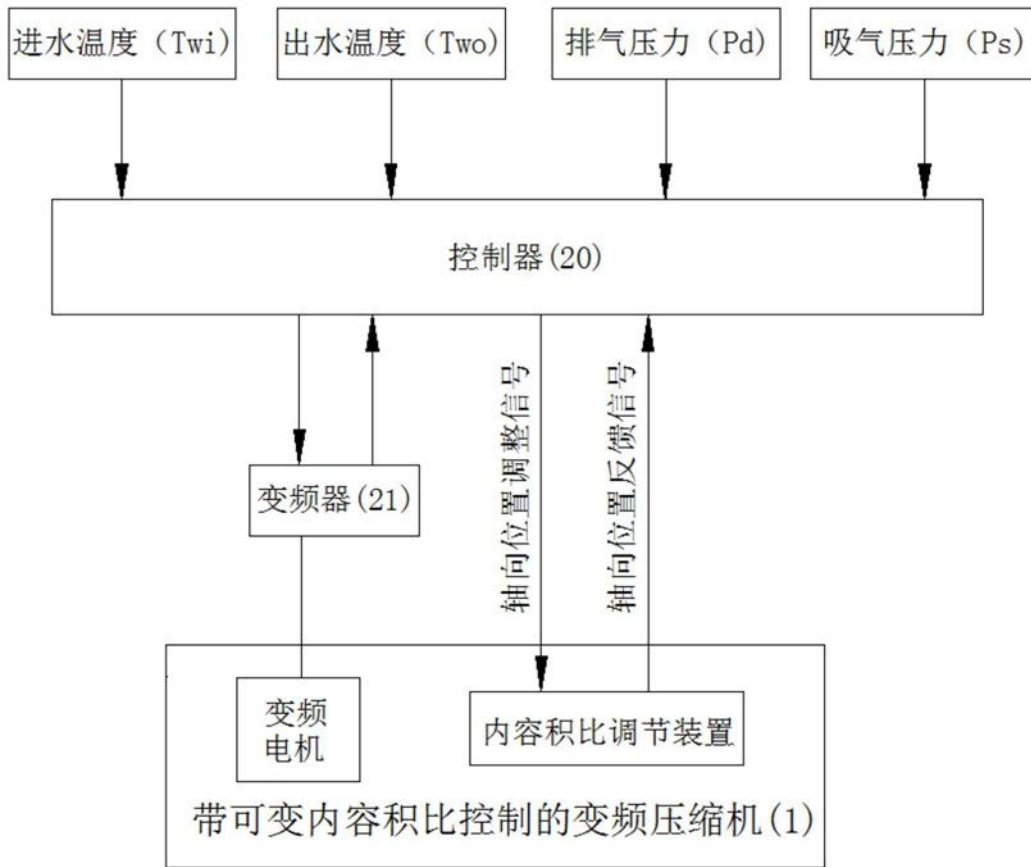 进水温度（Twi)
出水温度（Two)
排气压力（Pd)
吸气压力（Ps)
控制器(20)
轴向位置调整信号
轴向位置反馈信号
变频器(21)
变频
电机
内容积比调节装置
带可变内容积比控制的变频压缩机(1)